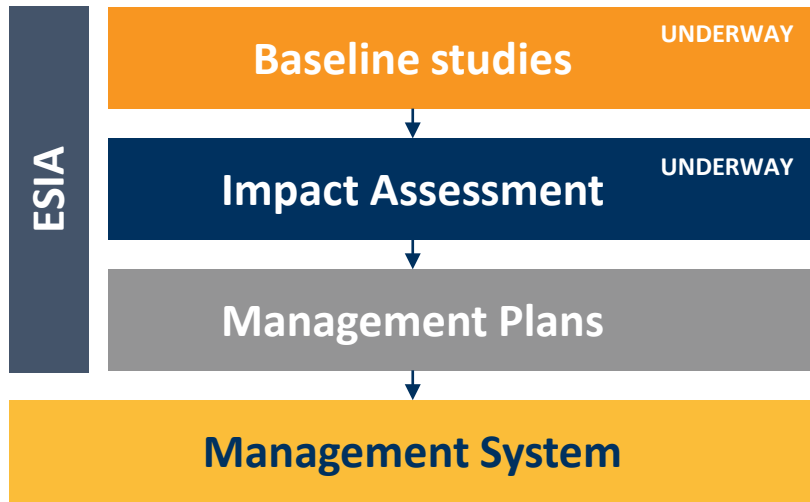 UNDERWAY
Baseline studies
UNDERWAY
Impact Assessment
ESIA
Management Plans
Management System